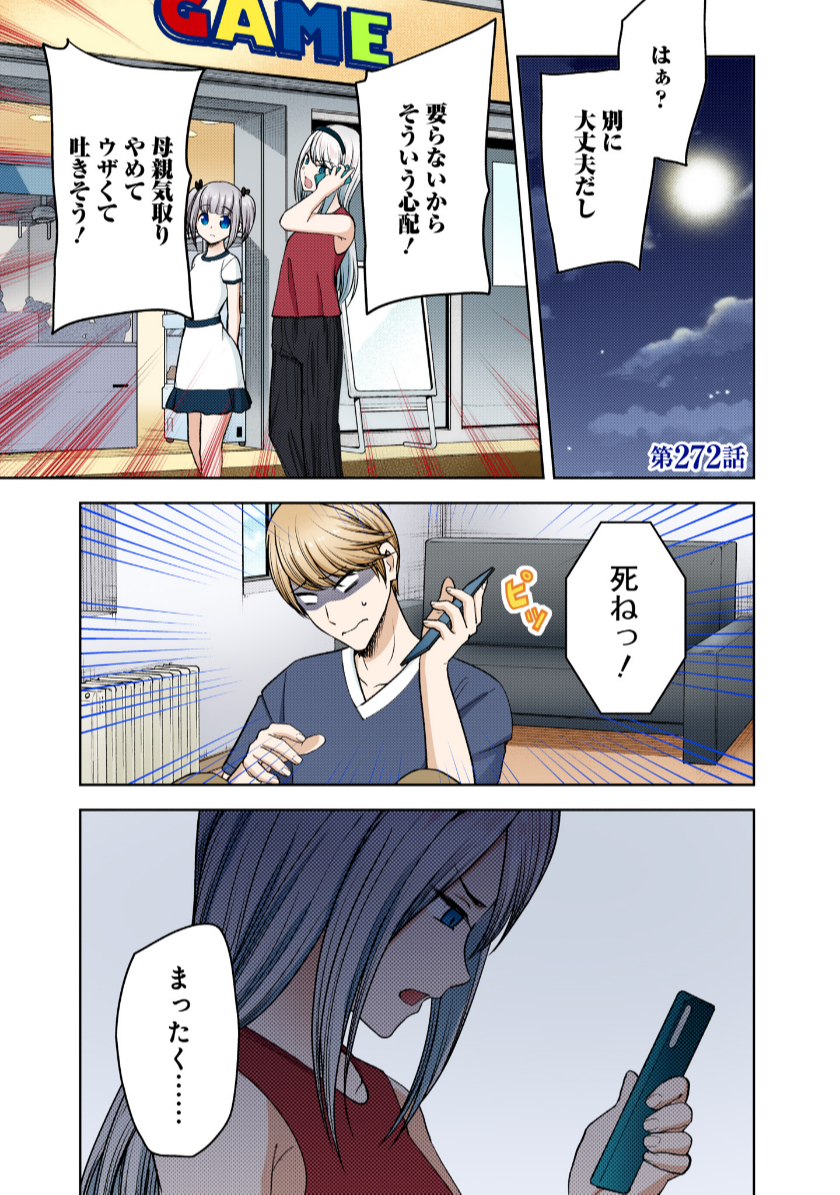 はぁ?
別に
大丈夫だし
第272話
GAME
要らないから
そういう心配!
母親気取り
やめて
ウザくて
吐きそう!
死ねっ!
ピッ
まったく……